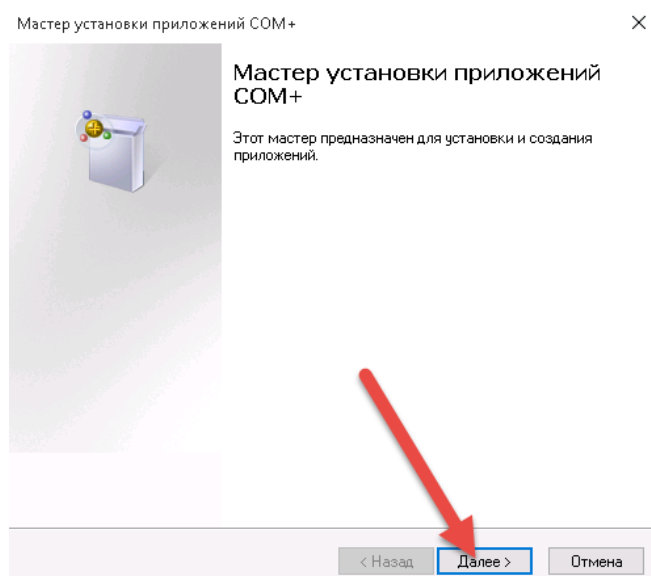 Мастер установки приложений COM+
Мастер установки приложений
COM+
Этот мастер предназначен для установки и создания
приложений.
< Назад
Далее >
Отмена